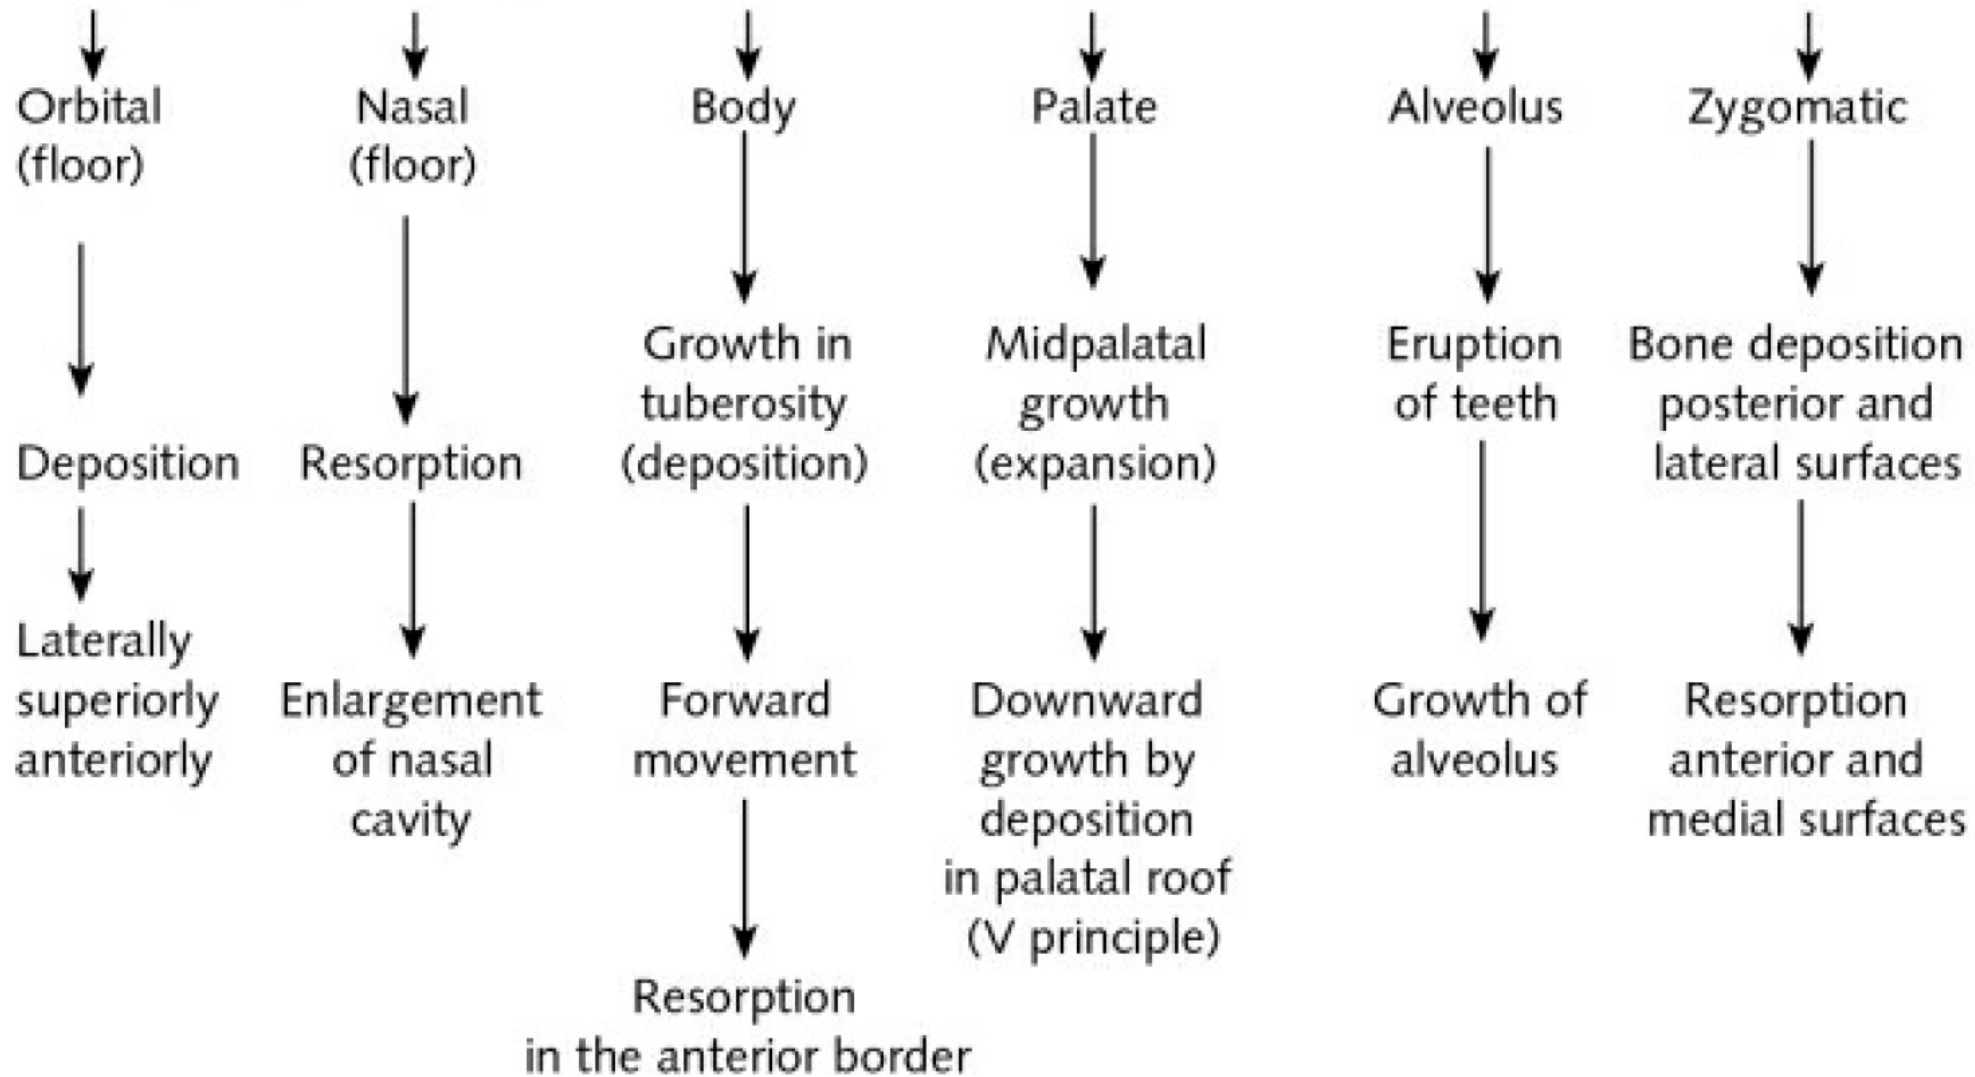 Orbital
(floor)
Deposition
Laterally
superiorly
anteriorly
Nasal
(floor)
Resorption
Enlargement
of nasal
cavity
Body
Growth in
tuberosity
(deposition)
Forward
movement
Resorption
in the anterior border
Palate
Midpalatal
growth
(expansion)
Downward
growth by
deposition
in palatal roof
(V principle)
Alveolus
Eruption
of teeth
Growth of
alveolus
Zygomatic
Bone deposition
posterior and
lateral surfaces
Resorption
anterior and
medial surfaces